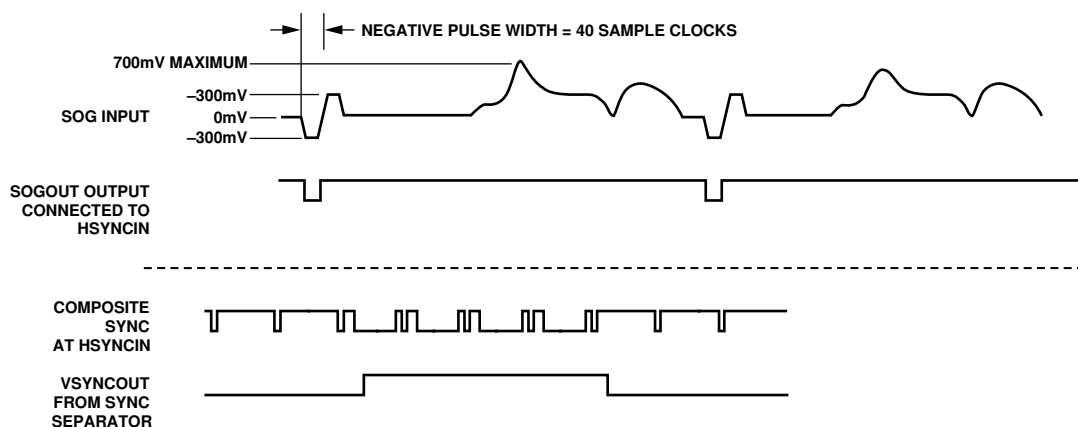 NEGATIVE PULSE WIDTH = 40 SAMPLE CLOCKS
700mV MAXIMUM
–300mV
SOG INPUT
0mV
–300mV
SOGOUT OUTPUT
CONNECTED TO
HSYNCIN
COMPOSITE
SYNC
AT HSYNCIN
VSYNCOUT
FROM SYNC
SEPARATOR